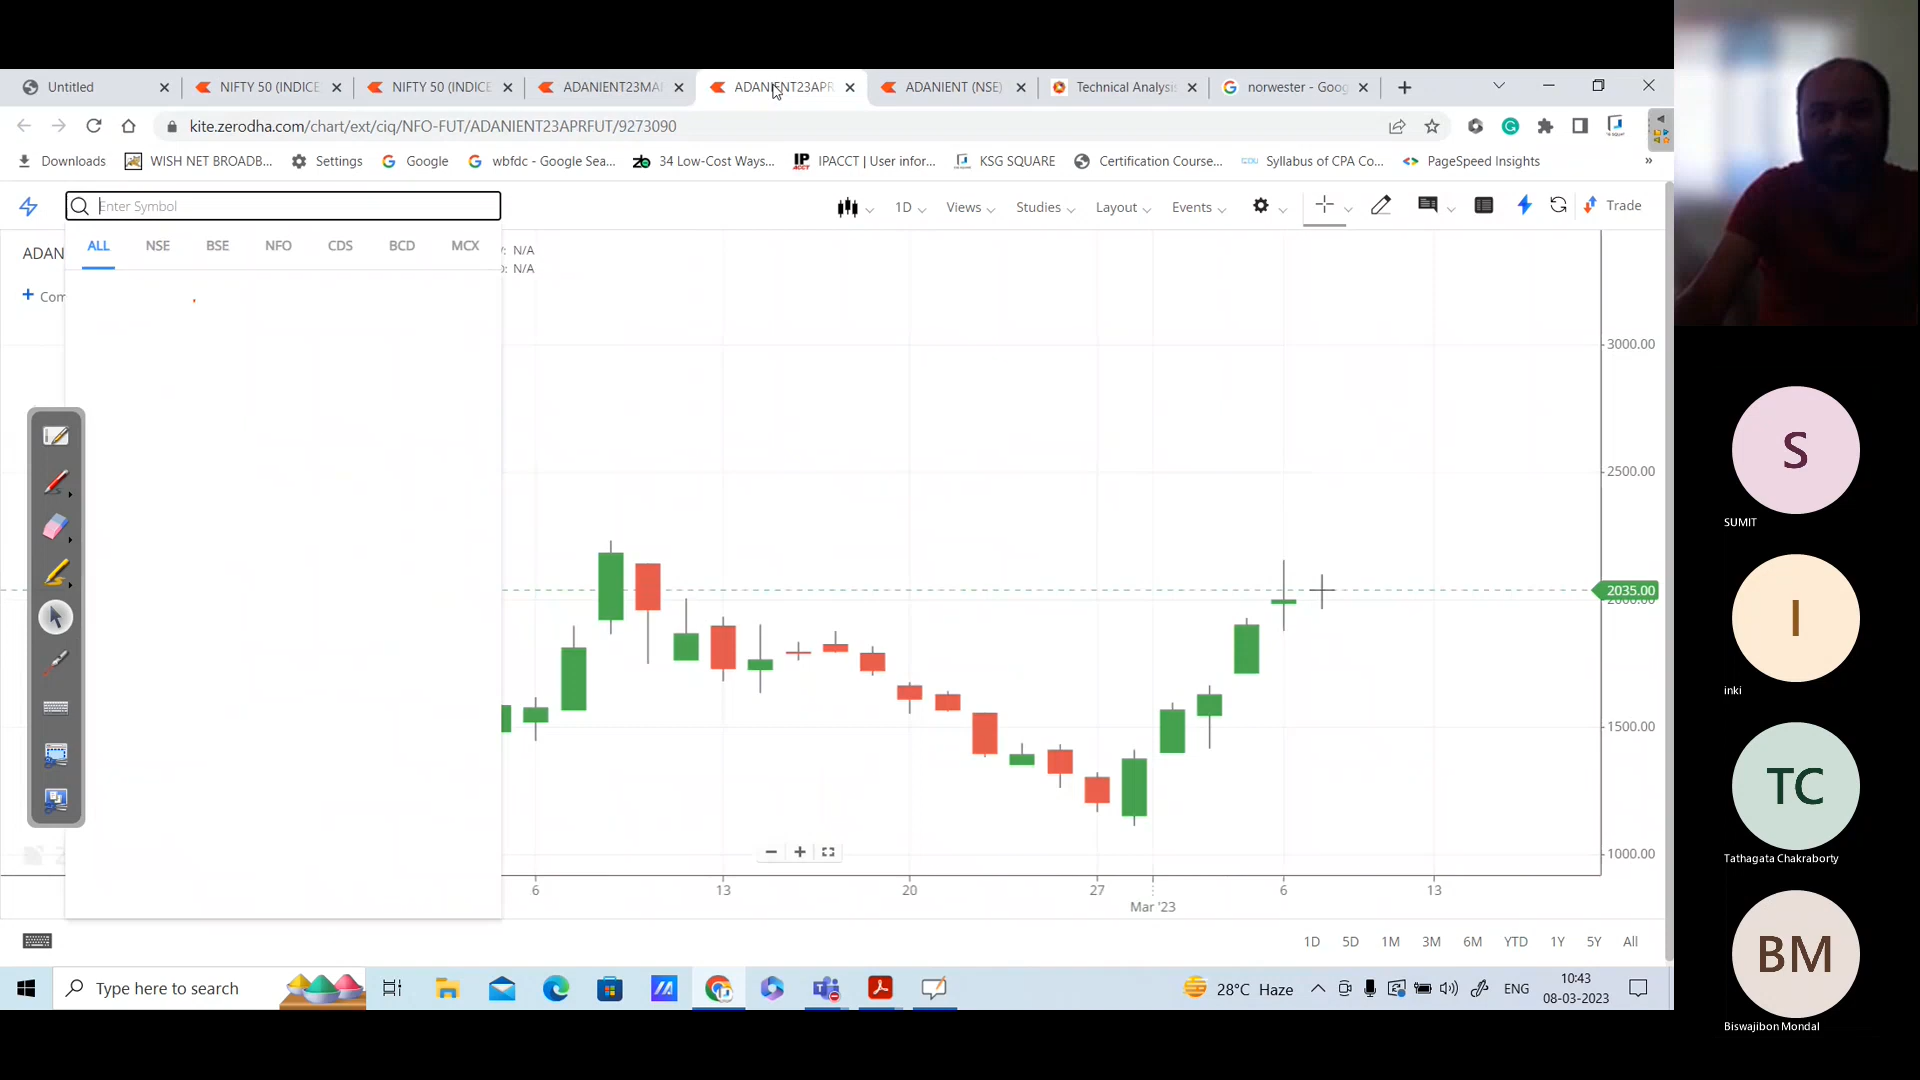 Untitled
NIFTY 50 (INDICE
NIFTY 50 (INDICE
ADANIENT23MA
ADANIENT23APR
ADANIENT (NSE)
Technical Analysis
norwester - Goog
kite.zerodha.com/chart/ext/ciq/NFO-FUT/ADANIENT23APRFUT/9273090
Downloads
WISH NET BROADB...
Settings
Google
wbfdc - Google Sea...
34 Low-Cost Ways...
IPACCT | User infor...
KSG SQUARE
Certification Course...
Syllabus of CPA Co...
PageSpeed Insights
»
Enter Symbol
1D
Views
Studies
Layout
Events
Trade
ALL NSE BSE NFO CDS BCD MCX
ADAN
: N/A
: N/A
+ Com
3000.00
2500.00
2035.00
1500.00
1000.00
6 13 20 27 6 13
Mar '23
1D 5D 1M 3M 6M YTD 1Y 5Y All
Type here to search
28°C Haze
ENG
10:43
08-03-2023
S
SUMIT
I
inki
TC
Tathagata Chakraborty
BM
Biswajibon Mondal